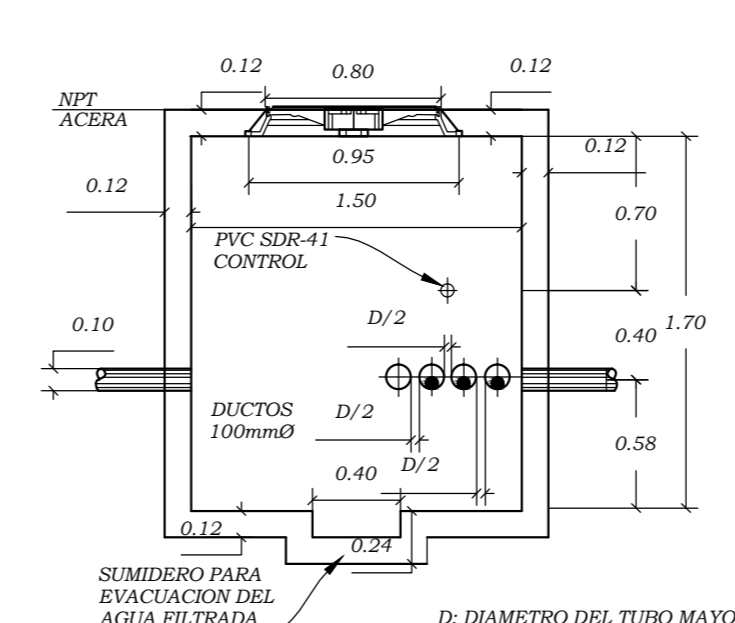 0.12
0.80
0.12
NPT
ACERA
0.95
0.12
0.12
1.50
0.70
PVC SDR-41
CONTROL
0.10
D/2
0.40
1.70
DUCTOS
100mmØ
D/2
D/2
0.58
0.40
0.12
0.24
SUMIDERO PARA
EVACUACION DEL
AGUA FILTRADA
D: DIAMETRO DEL TUBO MAYO